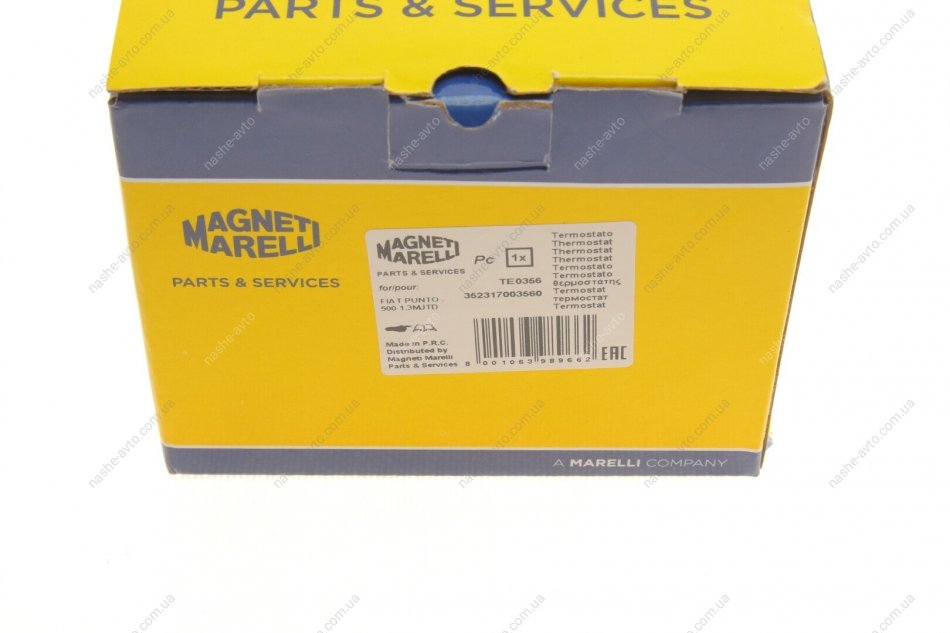 PARTS & SERVICES
MAGNETI
MARELLI
PARTS & SERVICES
MAGNETI
MARELLI
PARTS & SERVICES
for/pour:
FIAT PUNTO -
500 1.3MJTD
Made in P.R.C.
Distributed by
Magneti Marelli
Parts & Services
Pc 1x
TE0356
352317003560
Termostato
Thermostat
Thermostat
Thermostat
Termostato
Termostato
θερμοστάτης
Termostat
термостат
Termostat
8 001063 989662
EAC
A MARELLI COMPANY
nashe-avto.com.ua